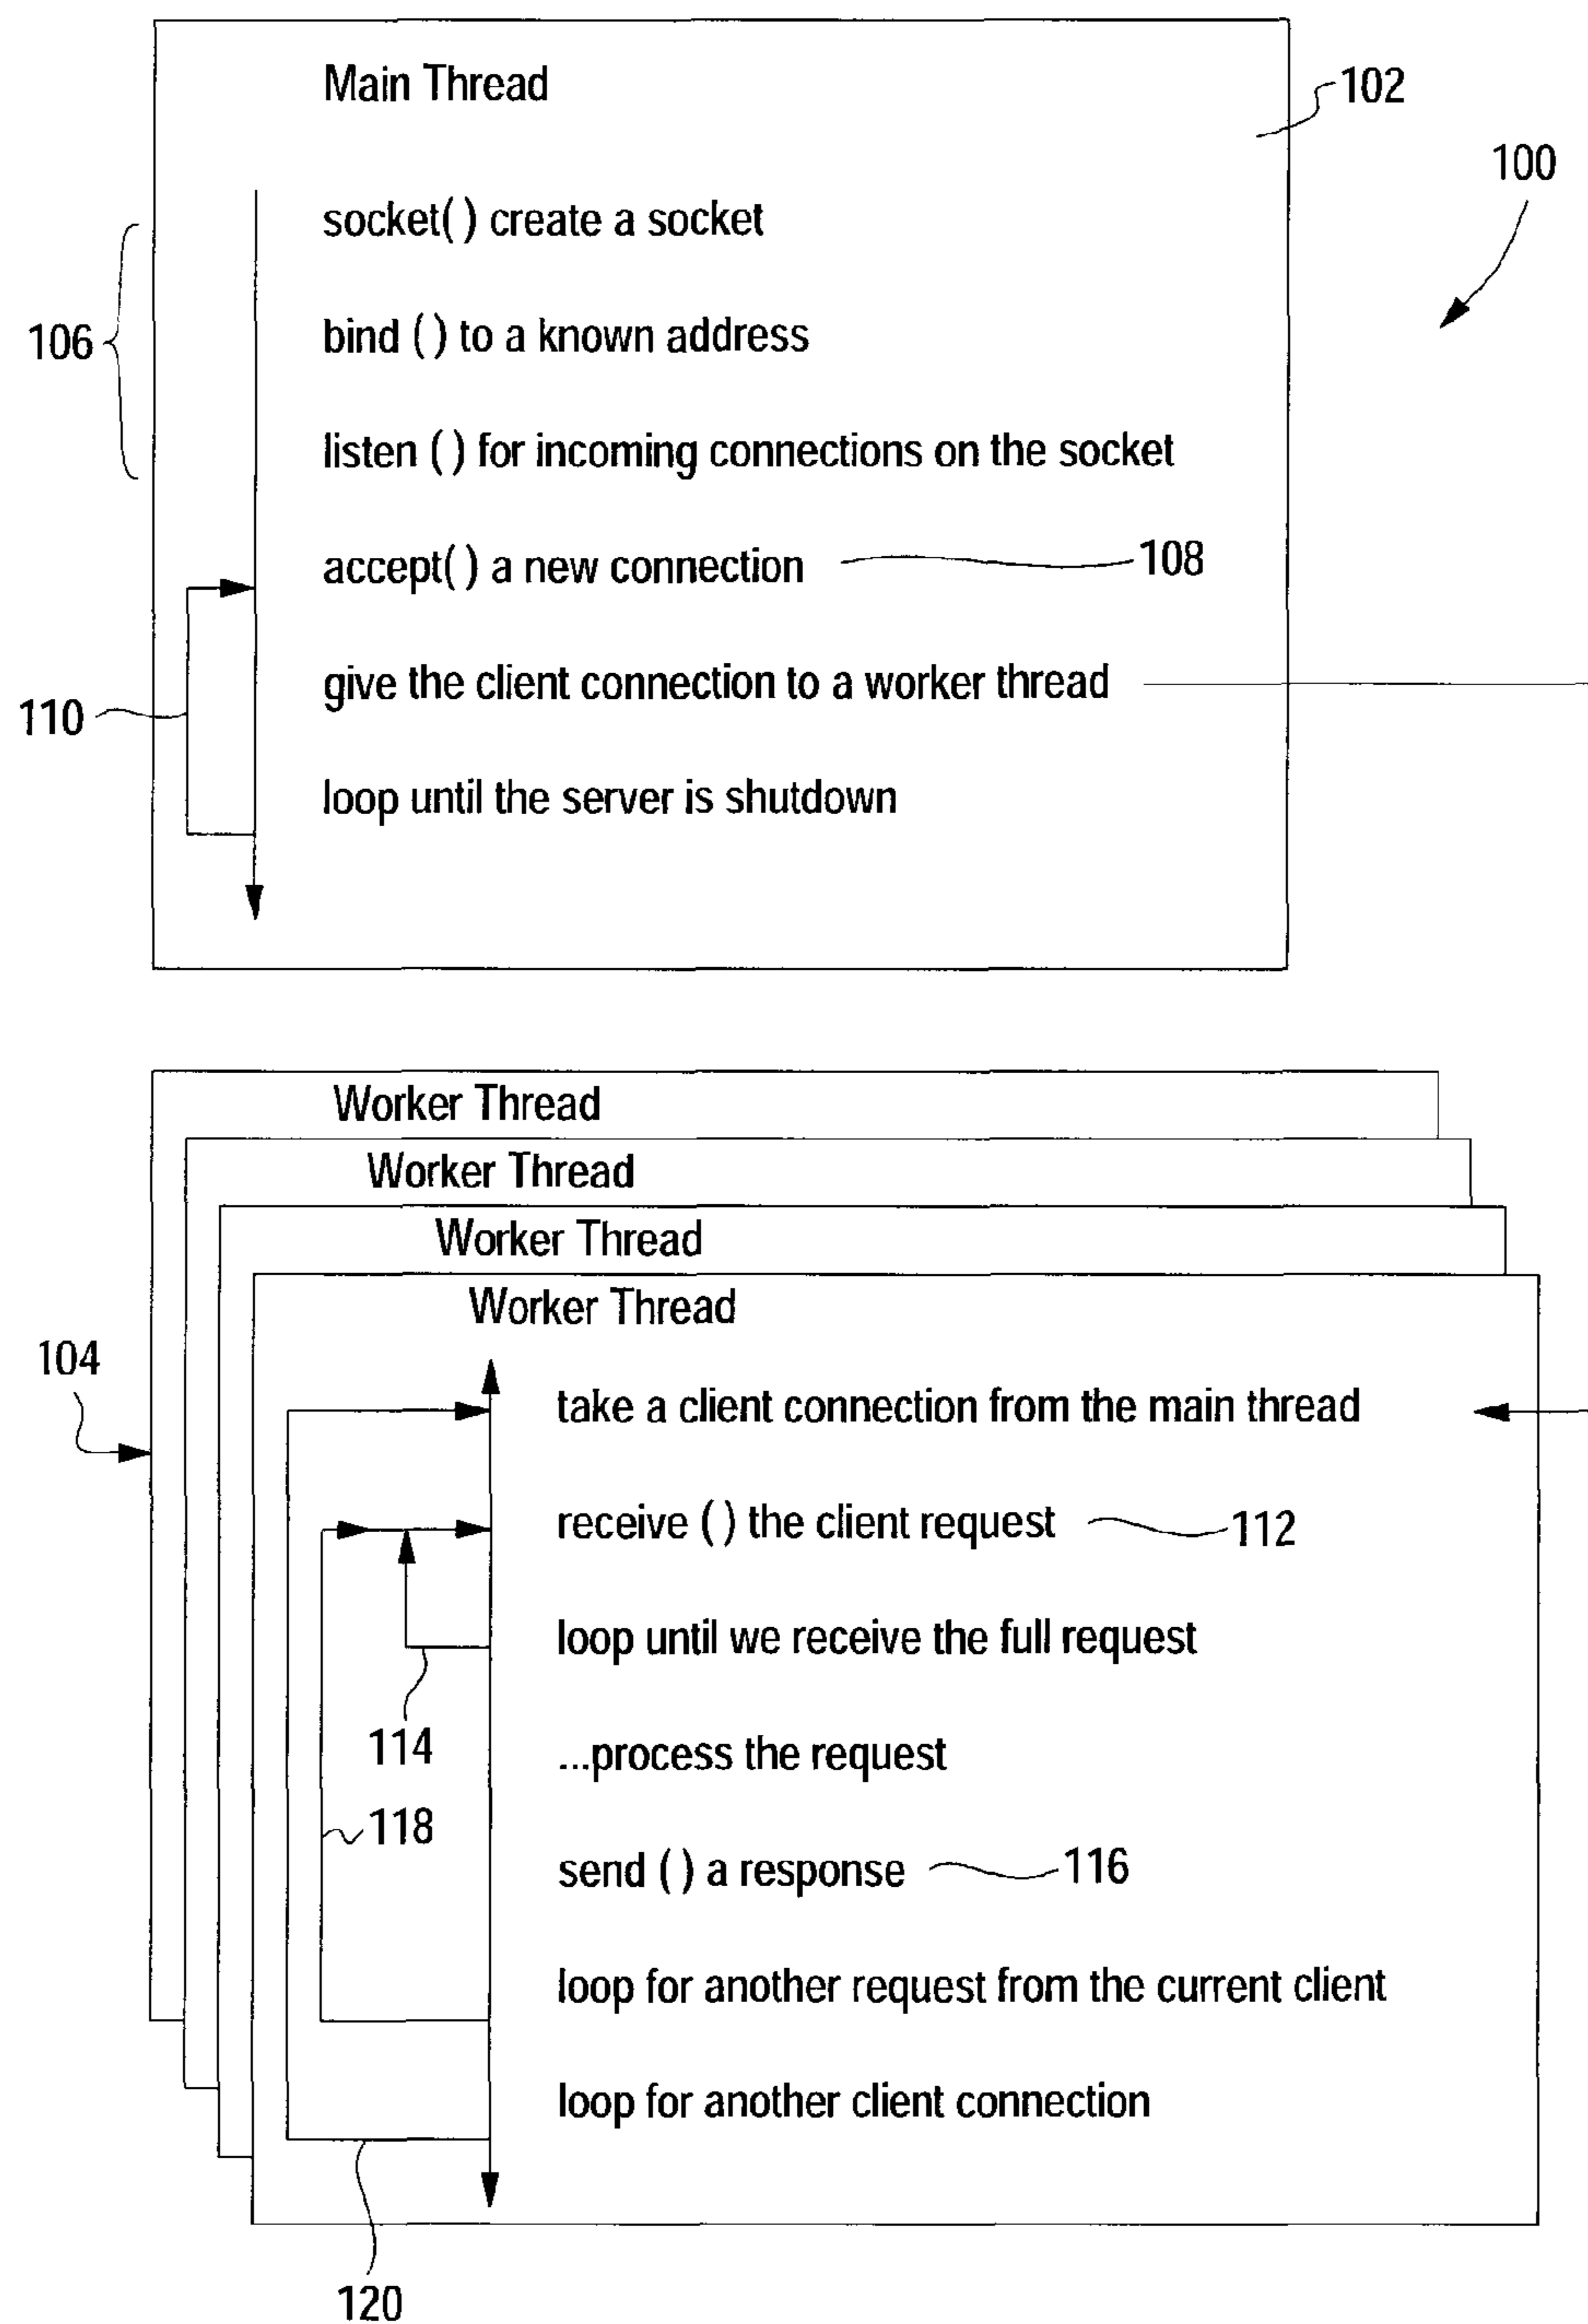 Main Thread
102
100
socket( ) create a socket
106
bind ( ) to a known address
listen ( ) for incoming connections on the socket
accept( ) a new connection
108
give the client connection to a worker thread
110
loop until the server is shutdown
Worker Thread
Worker Thread
Worker Thread
Worker Thread
104
take a client connection from the main thread
receive ( ) the client request
112
loop until we receive the full request
114
...process the request
118
send ( ) a response
116
loop for another request from the current client
loop for another client connection
120